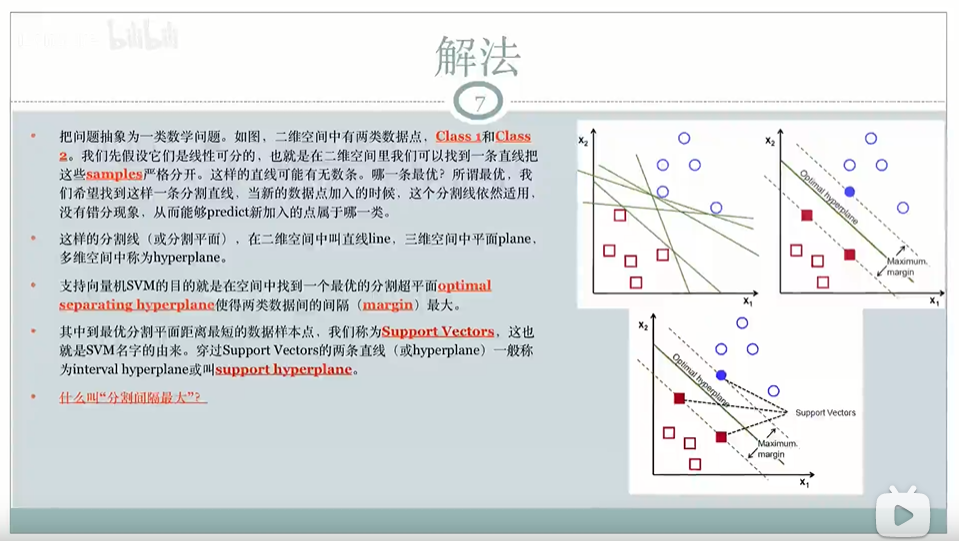 bilibili
解法
7
• 把问题抽象为一类数学问题。如图，二维空间中有两类数据点，Class 1和Class
2。我们先假设它们是线性可分的，也就是在二维空间里我们可以找到一条直线把
这些samples严格分开。这样的直线可能有无数条。哪一条最优？所谓最优，我
们希望找到这样一条分割直线，当新的数据点加入的时候，这个分割线依然适用，
没有错分现象，从而能够predict新加入的点属于哪一类。
• 这样的分割线（或分割平面），在二维空间中叫直线line，三维空间中平面plane，
多维空间中称为hyperplane。
• 支持向量机SVM的目的就是在空间中找到一个最优的分割超平面optimal
separating hyperplane使得两类数据间的间隔（margin）最大。
• 其中到最优分割平面距离最短的数据样本点，我们称为Support Vectors，这也
就是SVM名字的由来。穿过Support Vectors的两条直线（或hyperplane）一般称
为interval hyperplane或叫support hyperplane。
• 什么叫“分割间隔最大”？
x₂
x₁
x₂
Optimal hyperplane
Maximum
margin
x₁
x₂
Optimal hyperplane
Support Vectors
Maximum
margin
x₁